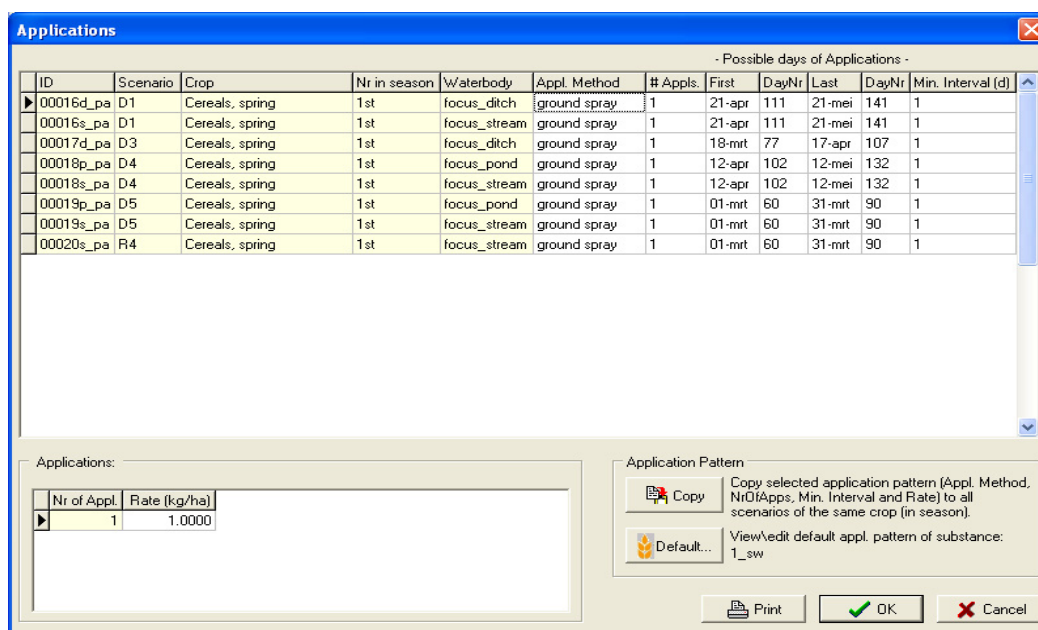 Applications
- Possible days of Applications -
ID Scenario Crop Nr in season Waterbody Appl. Method # Appls. First DayNr Last DayNr Min. Interval (d)
00016d_pa D1 Cereals, spring 1st focus_ditch ground spray 1 21-apr 111 21-mei 141 1
00016s_pa D1 Cereals, spring 1st focus_stream ground spray 1 21-apr 111 21-mei 141 1
00017d_pa D3 Cereals, spring 1st focus_ditch ground spray 1 18-mrt 77 17-apr 107 1
00018p_pa D4 Cereals, spring 1st focus_pond ground spray 1 12-apr 102 12-mei 132 1
00018s_pa D4 Cereals, spring 1st focus_stream ground spray 1 12-apr 102 12-mei 132 1
00019p_pa D5 Cereals, spring 1st focus_pond ground spray 1 01-mrt 60 31-mrt 90 1
00019s_pa D5 Cereals, spring 1st focus_stream ground spray 1 01-mrt 60 31-mrt 90 1
00020s_pa R4 Cereals, spring 1st focus_stream ground spray 1 01-mrt 60 31-mrt 90 1
Applications:
Nr of Appl. Rate (kg/ha)
1 1.0000
Application Pattern
Copy
Copy selected application pattern (Appl. Method,
NrOfApps, Min. Interval and Rate) to all
scenarios of the same crop (in season).
Default...
View\edit default appl. pattern of substance:
1_sw
Print OK Cancel